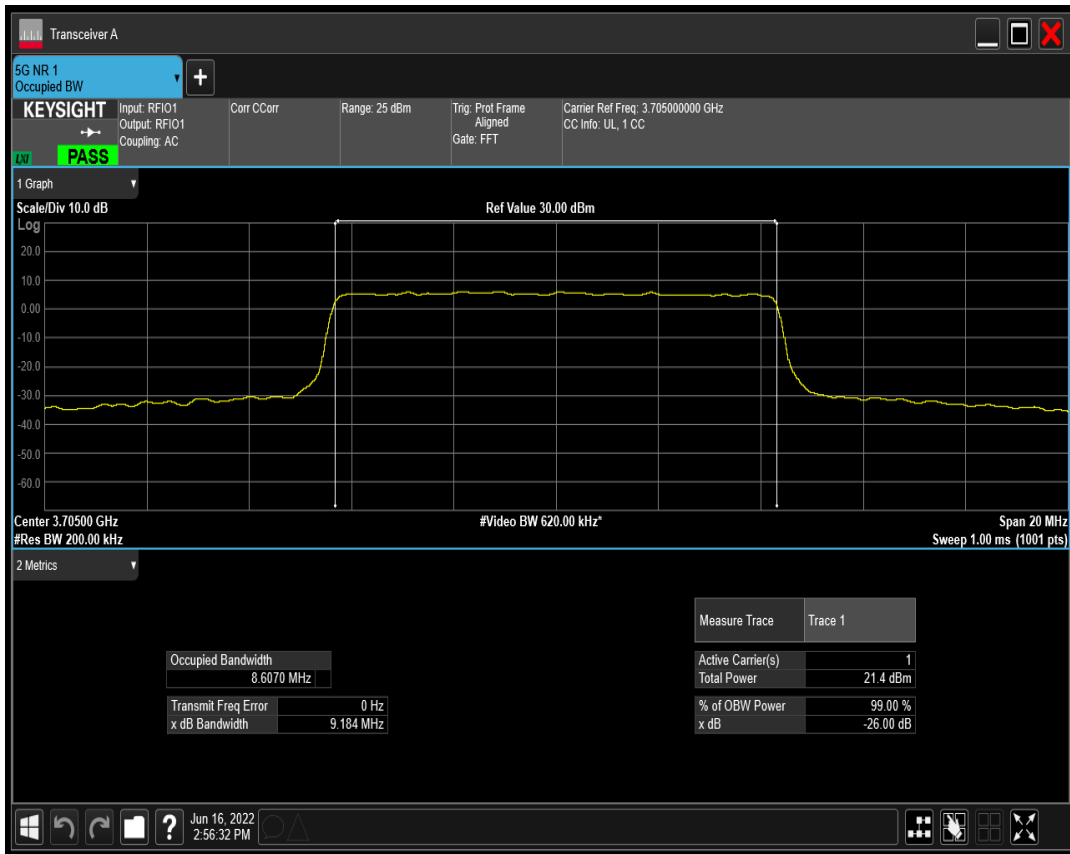 Transceiver A
5G NR 1
Occupied BW
+
KEYSIGHT
LXI
PASS
Input: RFIO1
Output: RFIO1
Coupling: AC
Corr CCorr
Range: 25 dBm
Trig: Prot Frame
Aligned
Gate: FFT
Carrier Ref Freq: 3.705000000 GHz
CC Info: UL, 1 CC
1 Graph
Scale/Div 10.0 dB
Ref Value 30.00 dBm
Log
20.0
10.0
0.00
-10.0
-20.0
-30.0
-40.0
-50.0
-60.0
Center 3.70500 GHz
#Video BW 620.00 kHz*
Span 20 MHz
#Res BW 200.00 kHz
Sweep 1.00 ms (1001 pts)
2 Metrics
Measure Trace Trace 1
Occupied Bandwidth
8.6070 MHz
Active Carrier(s) 1
Total Power 21.4 dBm
Transmit Freq Error 0 Hz
x dB Bandwidth 9.184 MHz
% of OBW Power 99.00 %
x dB -26.00 dB
?
Jun 16, 2022
2:56:32 PM